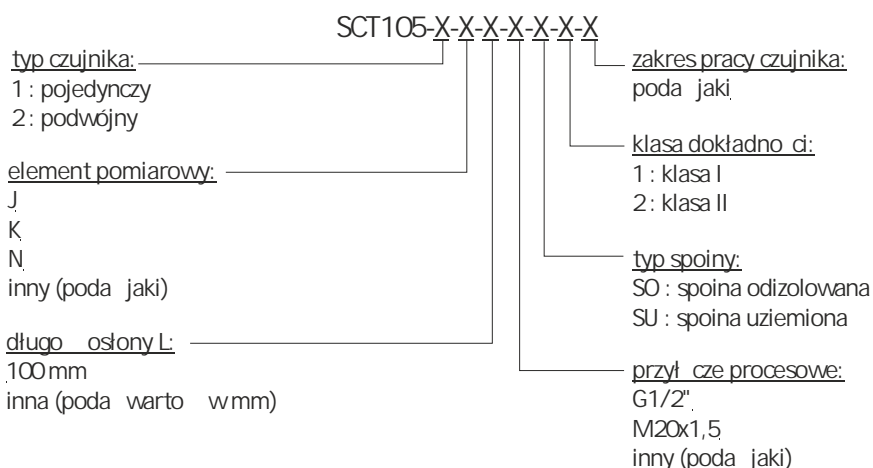 SCT105-X-X-X-X-X-X-X
typ czujnika:
1 : pojedynczy
2 : podwójny
element pomiarowy:
J
K
N
inny (poda jaki)
długo osłony L:
100 mm
inna (poda warto w mm)
zakres pracy czujnika:
poda jaki
klasa dokładno ci:
1 : klasa I
2 : klasa II
typ spoiny:
SO : spoina odizolowana
SU : spoina uziemiona
przył cze procesowe:
G1/2"
M20x1,5
inny (poda jaki)